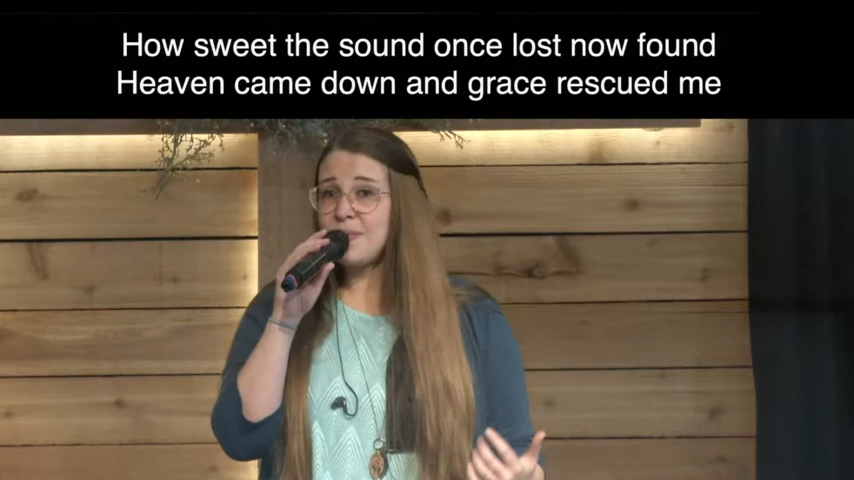 How sweet the sound once lost now found
Heaven came down and grace rescued me